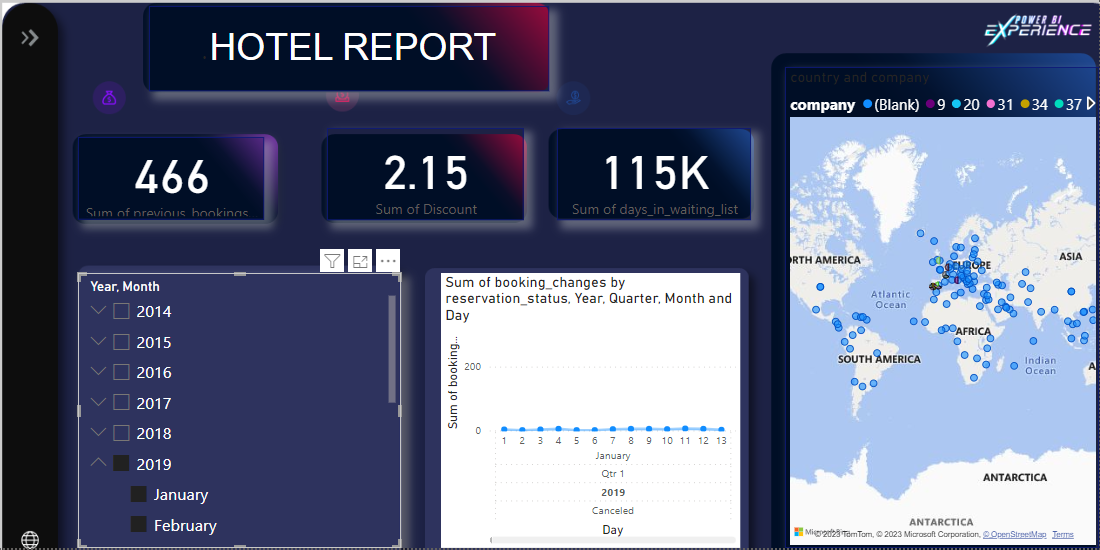 HOTEL REPORT
POWER BI
EXPERIENCE
country and company
company (Blank) 9 20 31 34 37
466
Sum of previous_bookings
2.15
Sum of Discount
115K
Sum of days_in_waiting_list
Year, Month
2014
2015
2016
2017
2018
2019
January
February
Sum of booking_changes by
reservation_status, Year, Quarter, Month and
Day
Sum of booking...
200
0
1 2 3 4 5 6 7 8 9 10 11 12 13
January
Qtr 1
2019
Canceled
Day
RTH AMERICA
EUROPE
ASIA
Atlantic
Ocean
AFRICA
SOUTH AMERICA
Indian
Ocean
A
ANTARCTICA
ANTARCTICA
© 2023 TomTom, © 2023 Microsoft Corporation, © OpenStreetMap Terms